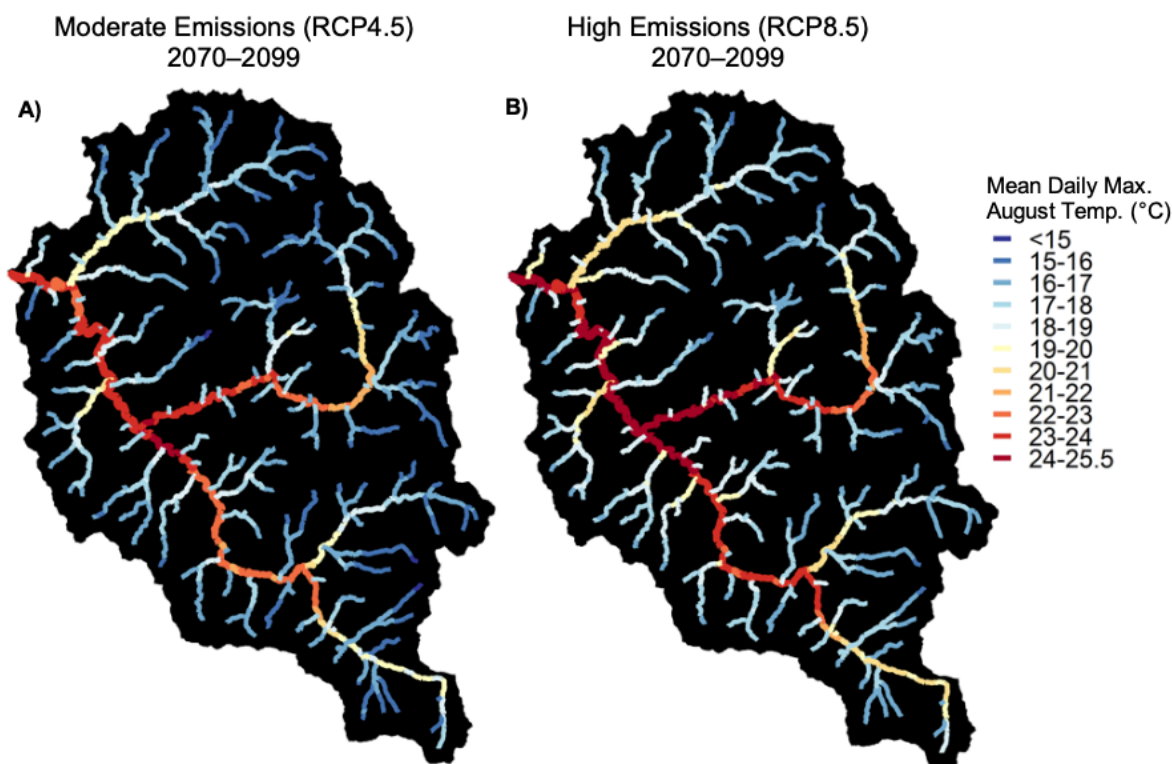 Moderate Emissions (RCP4.5)
2070–2099
High Emissions (RCP8.5)
2070–2099
A)
B)
Mean Daily Max.
August Temp. (°C)
<15
15-16
16-17
17-18
18-19
19-20
20-21
21-22
22-23
23-24
24-25.5